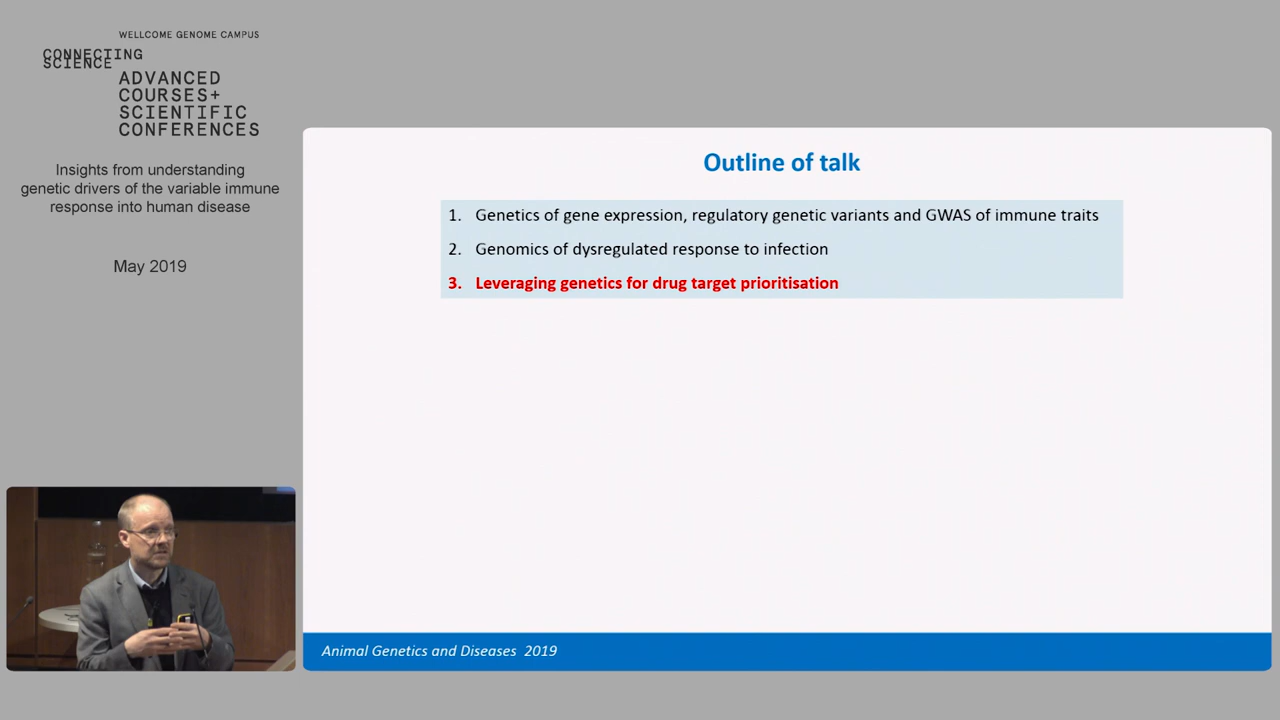 WELLCOME GENOME CAMPUS
CONNECTING
SCIENCE
ADVANCED
COURSES+
SCIENTIFIC
CONFERENCES
Insights from understanding
genetic drivers of the variable immune
response into human disease
May 2019
Outline of talk
1. Genetics of gene expression, regulatory genetic variants and GWAS of immune traits
2. Genomics of dysregulated response to infection
3. Leveraging genetics for drug target prioritisation
Animal Genetics and Diseases 2019